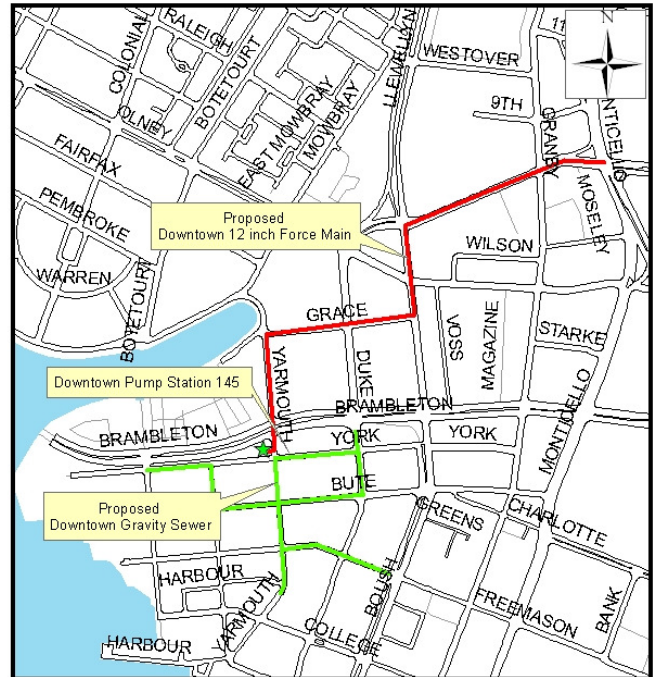 RALEIGH
COLONIAL
BOTETOURT
LLEWELLYN
WESTOVER
11
N
OLNEY
EAST MOWBRAY
MOWBRAY
9TH
GRANBY
NTICELLO
FAIRFAX
PEMBROKE
Proposed
Downtown 12 inch Force Main
MOSELEY
WILSON
WARREN
BOTETOURT
GRACE
VOSS
MAGAZINE
STARKE
YARMOUTH
DUKE
Downtown Pump Station 145
BRAMBLETON
MONTICELLO
BRAMBLETON
YORK
YORK
BUTE
Proposed
Downtown Gravity Sewer
GREENS
CHARLOTTE
HARBOUR
YARMOUTH
BOUSH
FREEMASON
BANK
COLLEGE
HARBOUR